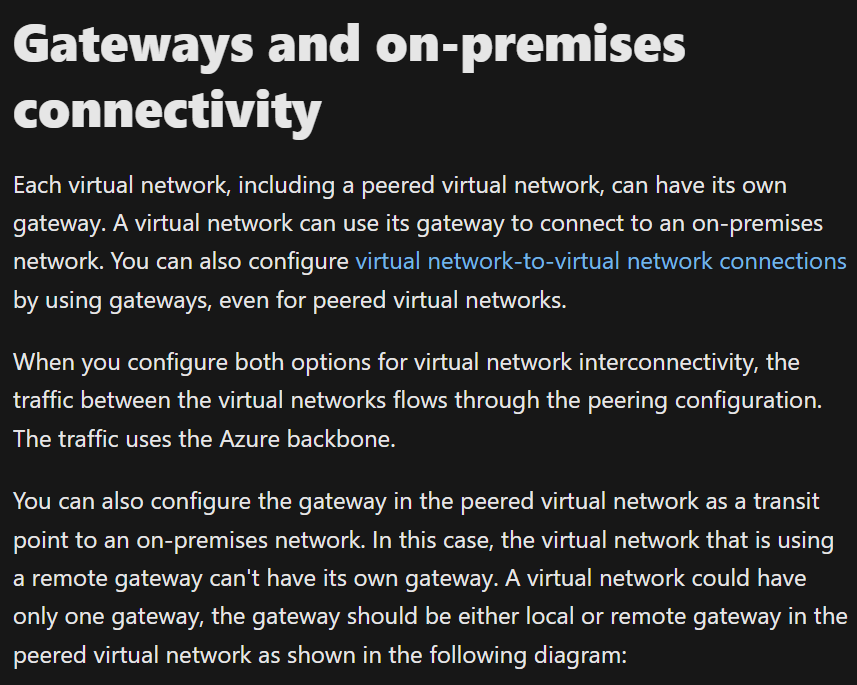 Gateways and on-premises
connectivity
Each virtual network, including a peered virtual network, can have its own
gateway. A virtual network can use its gateway to connect to an on-premises
network. You can also configure virtual network-to-virtual network connections
by using gateways, even for peered virtual networks.
When you configure both options for virtual network interconnectivity, the
traffic between the virtual networks flows through the peering configuration.
The traffic uses the Azure backbone.
You can also configure the gateway in the peered virtual network as a transit
point to an on-premises network. In this case, the virtual network that is using
a remote gateway can't have its own gateway. A virtual network could have
only one gateway, the gateway should be either local or remote gateway in the
peered virtual network as shown in the following diagram: